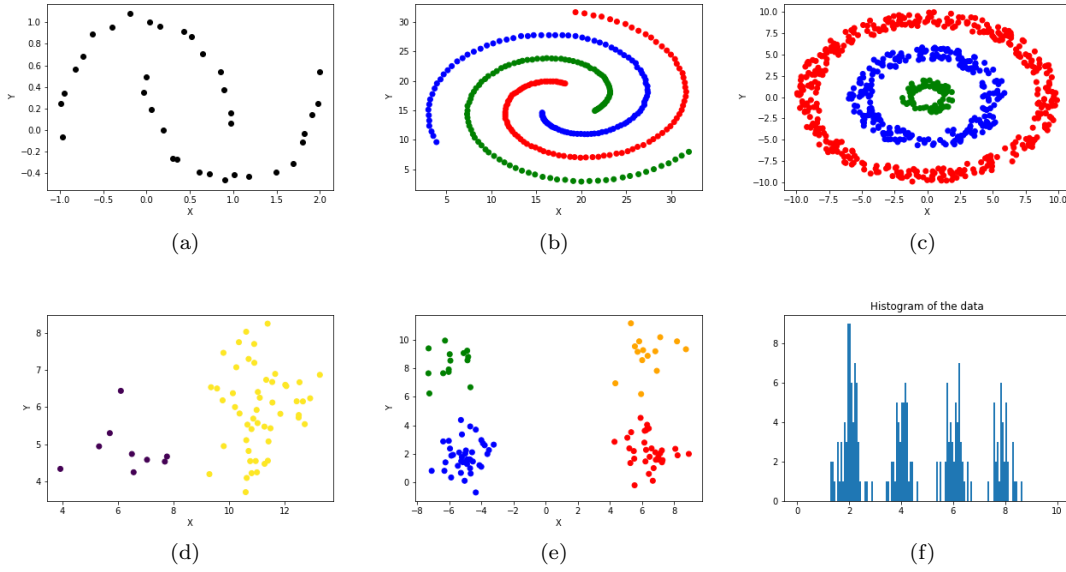 1.0
0.8
0.6
0.4
0.2
0.0
−0.2
−0.4
Y
−1.0 −0.5 0.0 0.5 1.0 1.5 2.0
X
(a)
30
25
20
15
10
5
Y
5 10 15 20 25 30
X
(b)
10.0
7.5
5.0
2.5
0.0
−2.5
−5.0
−7.5
−10.0
Y
−10.0 −7.5 −5.0 −2.5 0.0 2.5 5.0 7.5 10.0
X
(c)
8
7
6
5
4
Y
4 6 8 10 12
X
(d)
10
8
6
4
2
0
Y
−8 −6 −4 −2 0 2 4 6 8
X
(e)
Histogram of the data
8
6
4
2
0
0 2 4 6 8 10
(f)